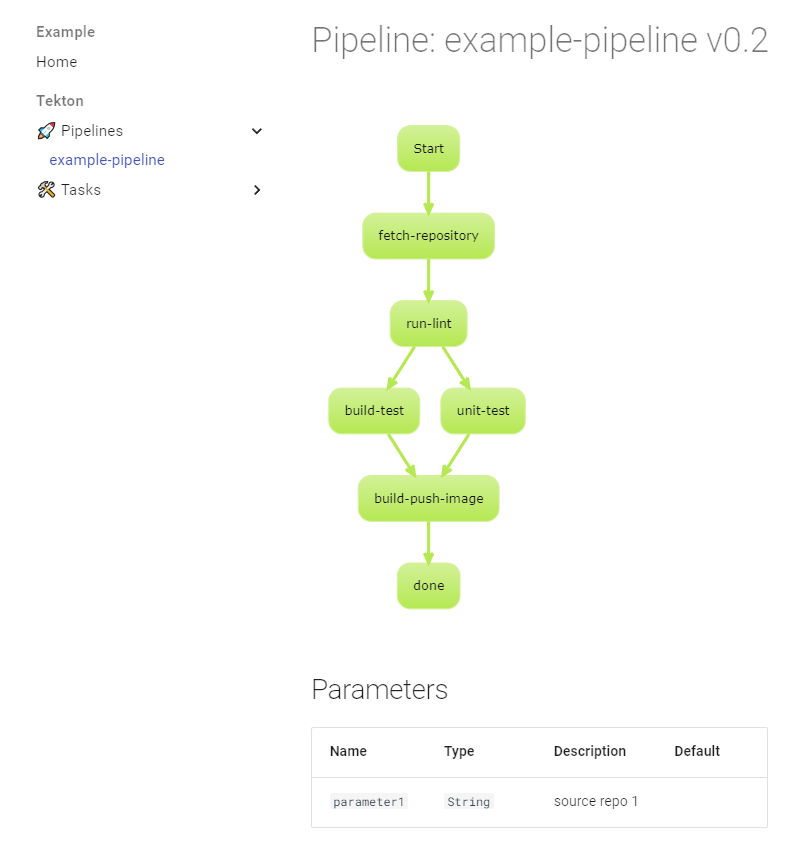 Example
Home
Tekton
🚀 Pipelines
example-pipeline
🛠 Tasks
Pipeline: example-pipeline v0.2
Start
fetch-repository
run-lint
build-test unit-test
build-push-image
done
Parameters
Name Type Description Default
parameter1 String source repo 1